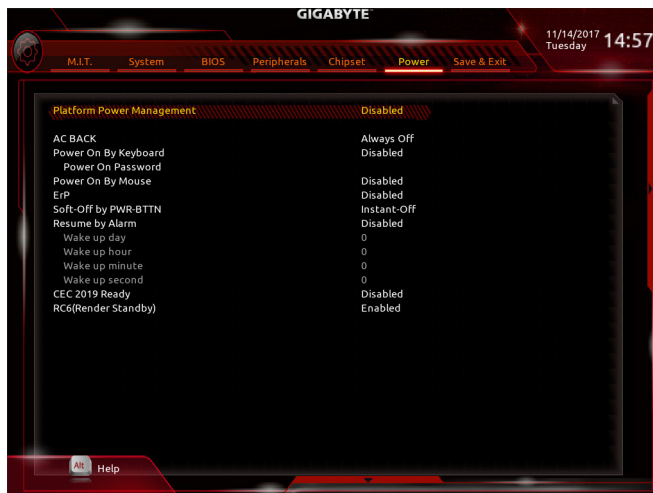 GIGABYTE™
11/14/2017 14:57
Tuesday
M.I.T. System BIOS Peripherals Chipset Power Save & Exit
Platform Power Management Disabled
AC BACK Always Off
Power On By Keyboard Disabled
Power On Password
Power On By Mouse Disabled
ErP Disabled
Soft-Off by PWR-BTTN Instant-Off
Resume by Alarm Disabled
Wake up day 0
Wake up hour 0
Wake up minute 0
Wake up second 0
CEC 2019 Ready Disabled
RC6(Render Standby) Enabled
Alt Help